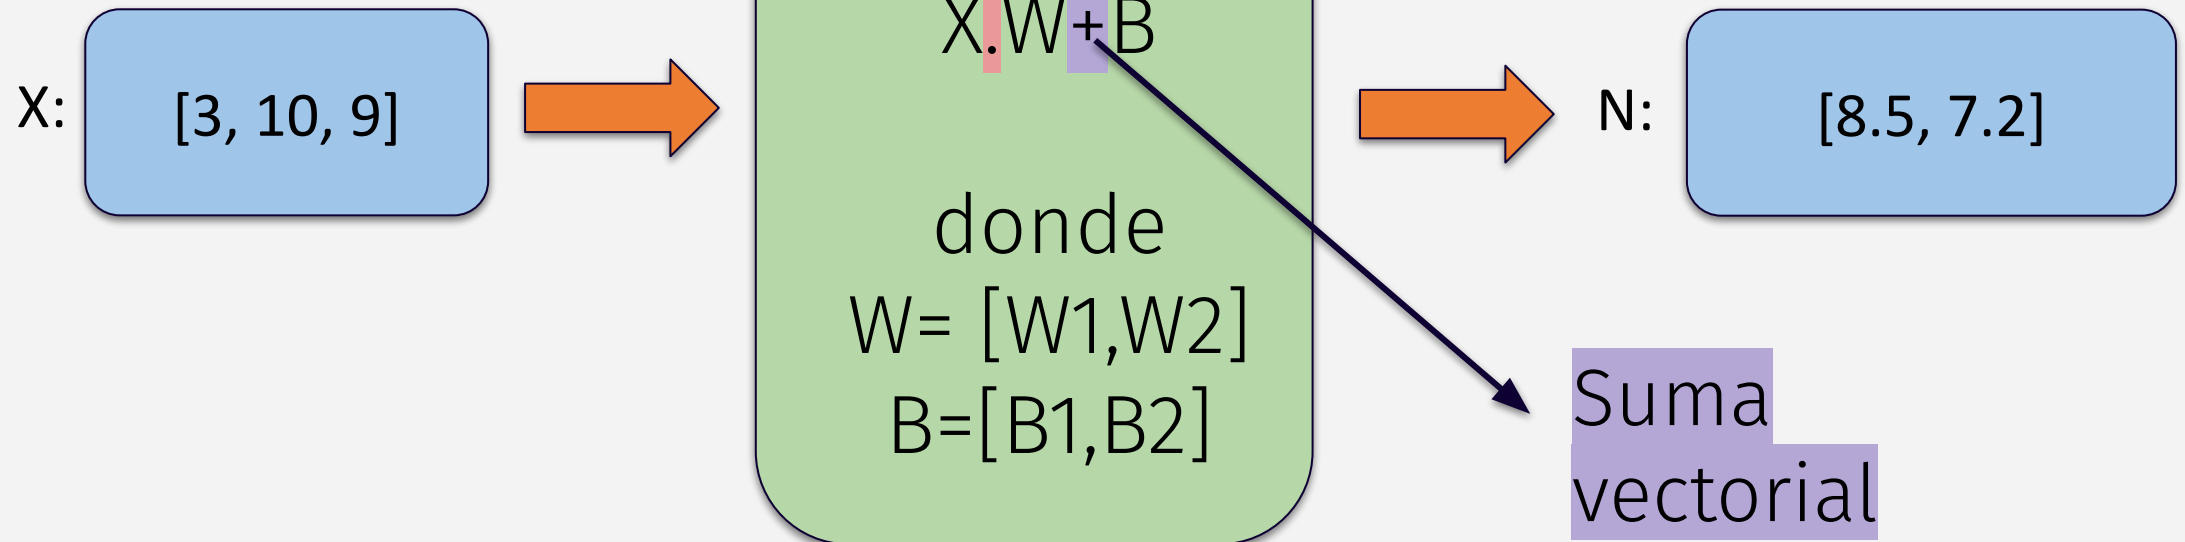 X.W+B
X: [3, 10, 9]
N: [8.5, 7.2]
donde
W= [W1,W2]
B=[B1,B2]
Suma
vectorial